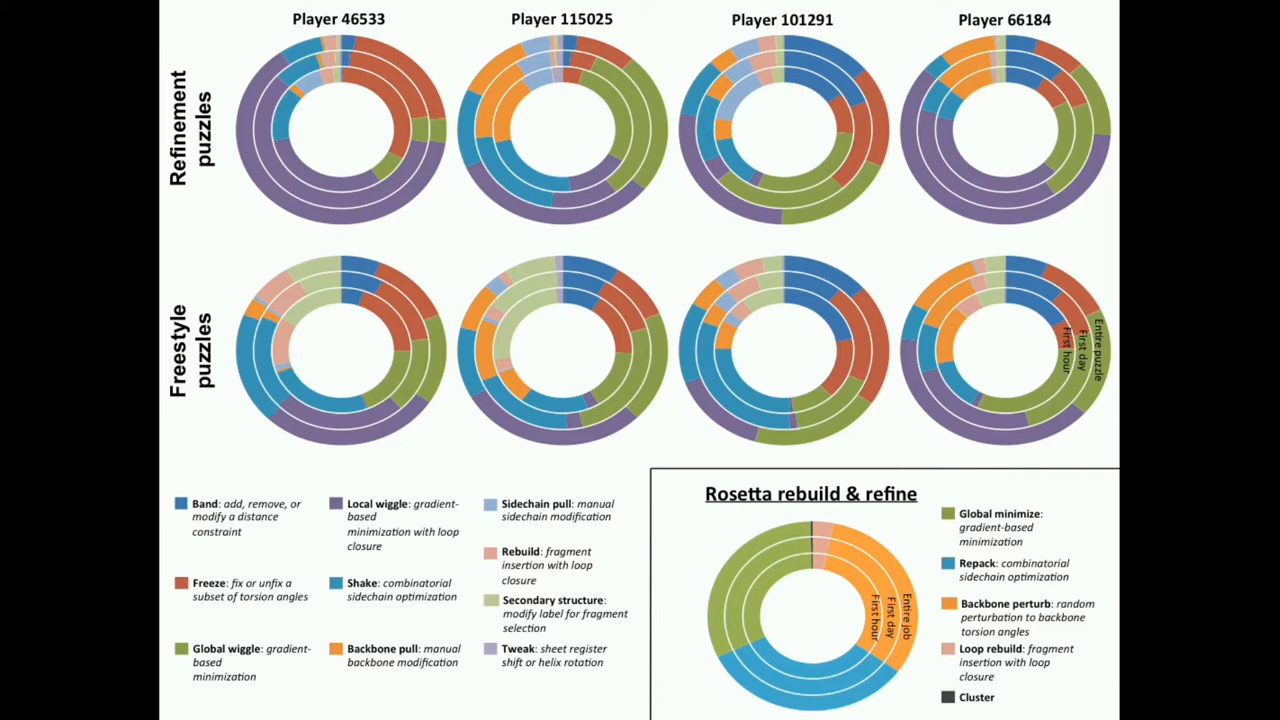 Player 46533
Player 115025
Player 101291
Player 66184
Refinement
puzzles
Freestyle
puzzles
First hour
First day
Entire puzzle
Band: add, remove, or
modify a distance
constraint
Freeze: fix or unfix a
subset of torsion angles
Global wiggle: gradient-
based
minimization
Local wiggle: gradient-
based
minimization with loop
closure
Shake: combinatorial
sidechain optimization
Backbone pull: manual
backbone modification
Sidechain pull: manual
sidechain modification
Rebuild: fragment
insertion with loop
closure
Secondary structure:
modify label for fragment
selection
Tweak: sheet register
shift or helix rotation
Rosetta rebuild & refine
First hour
First day
Entire job
Global minimize:
gradient-based
minimization
Repack: combinatorial
sidechain optimization
Backbone perturb: random
perturbation to backbone
torsion angles
Loop rebuild: fragment
insertion with loop
closure
Cluster